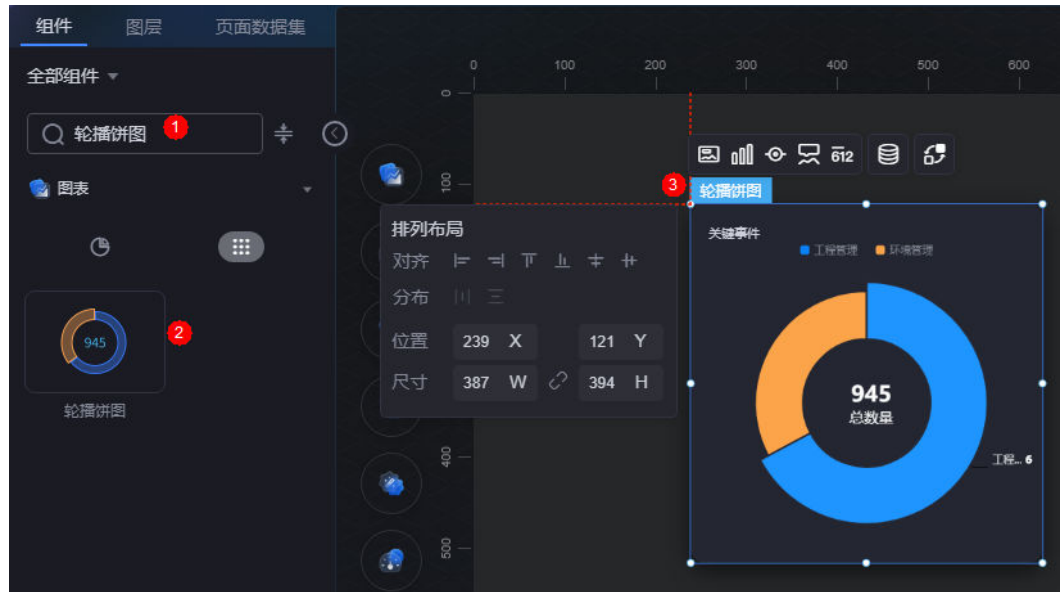 组件 图层 页面数据集
全部组件
轮播饼图 1
图表
945
2
轮播饼图
0 100 200 300 400 500 600
0
100
400
500
612
3
轮播饼图
排列布局
对齐
分布
位置 239 X 121 Y
尺寸 387 W 394 H
关键事件
工程管理 环境管理
945
总数量
工程... 6